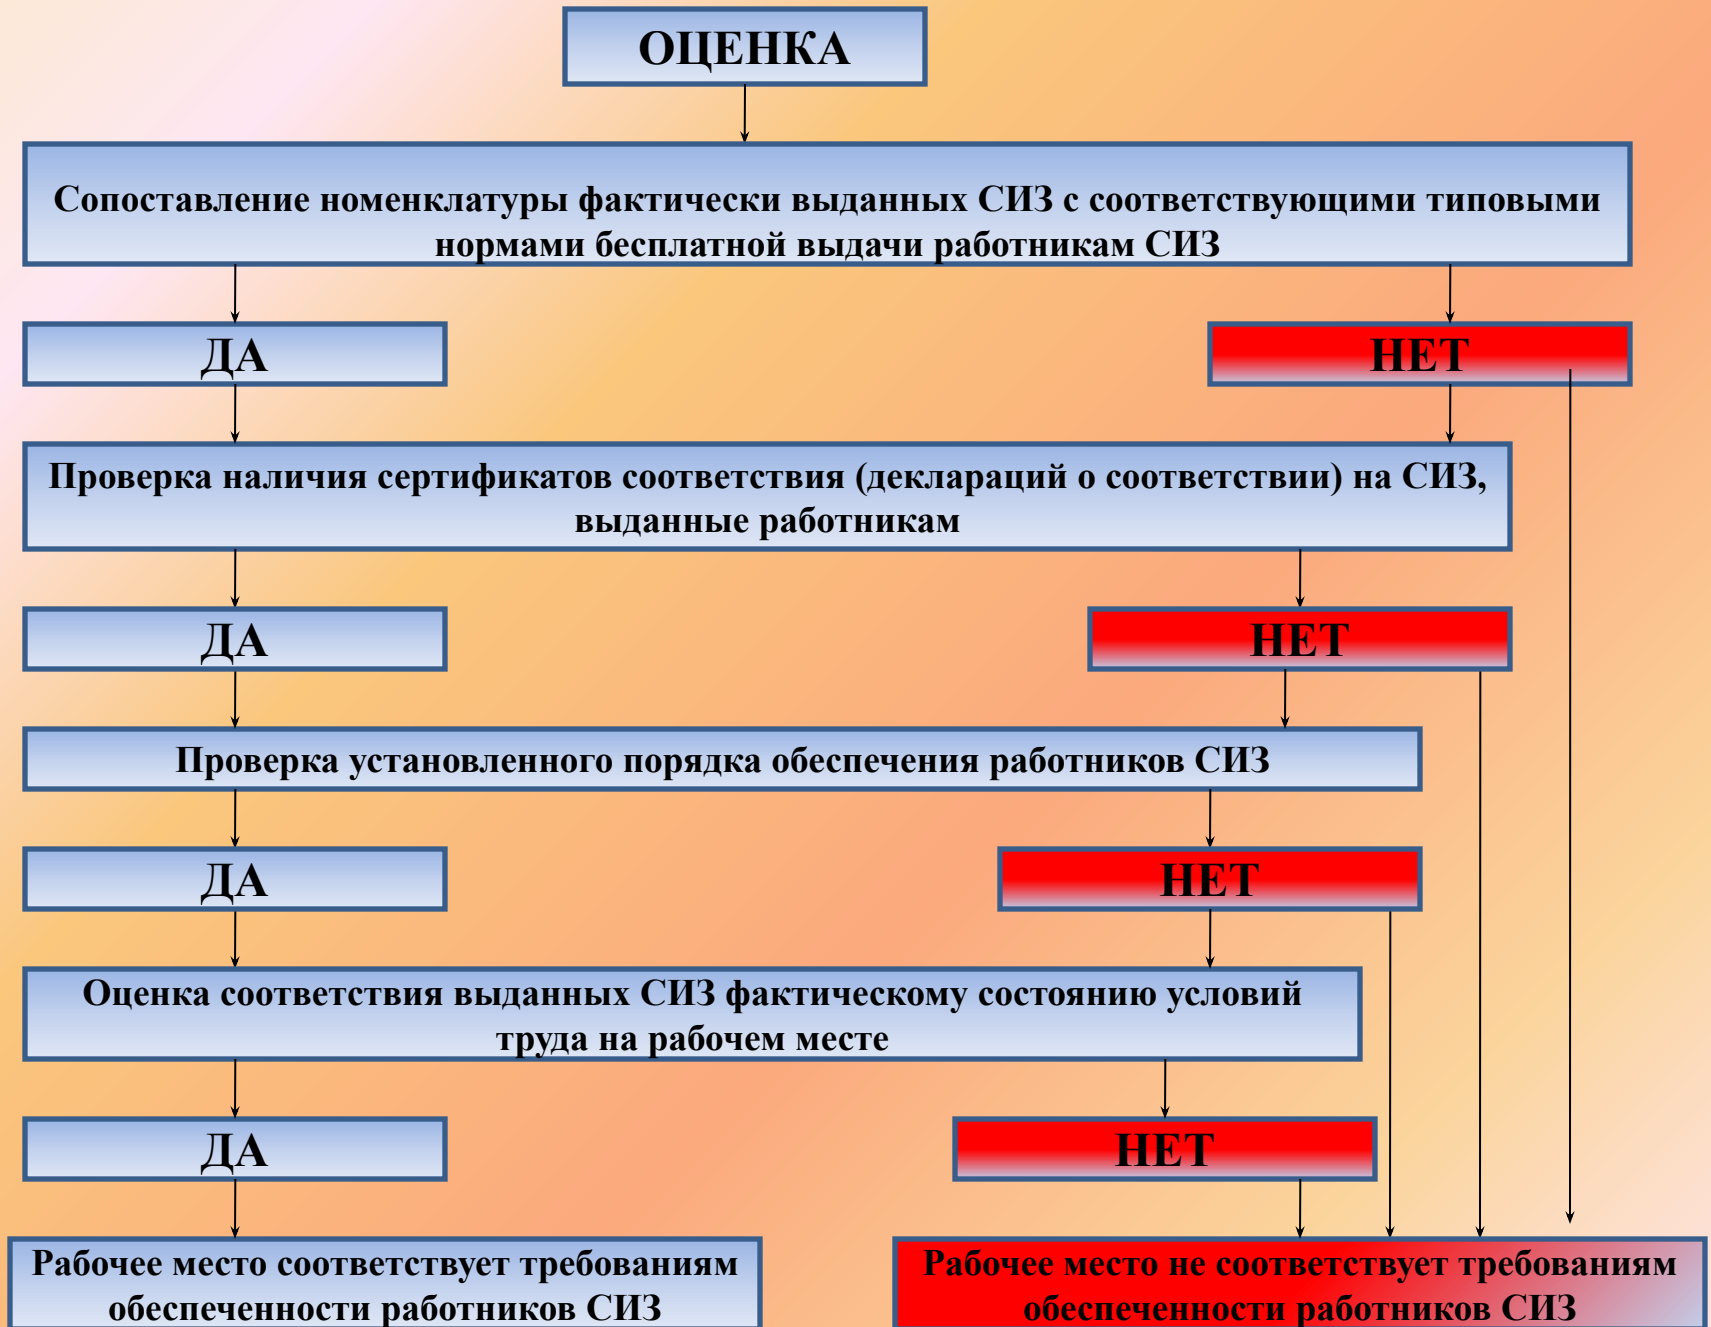 ОЦЕНКА
Сопоставление номенклатуры фактически выданных СИЗ с соответствующими типовыми
нормами бесплатной выдачи работникам СИЗ
ДА
НЕТ
Проверка наличия сертификатов соответствия (деклараций о соответствии) на СИЗ,
выданные работникам
ДА
НЕТ
Проверка установленного порядка обеспечения работников СИЗ
ДА
НЕТ
Оценка соответствия выданных СИЗ фактическому состоянию условий
труда на рабочем месте
ДА
НЕТ
Рабочее место соответствует требованиям
обеспеченности работников СИЗ
Рабочее место не соответствует требованиям
обеспеченности работников СИЗ